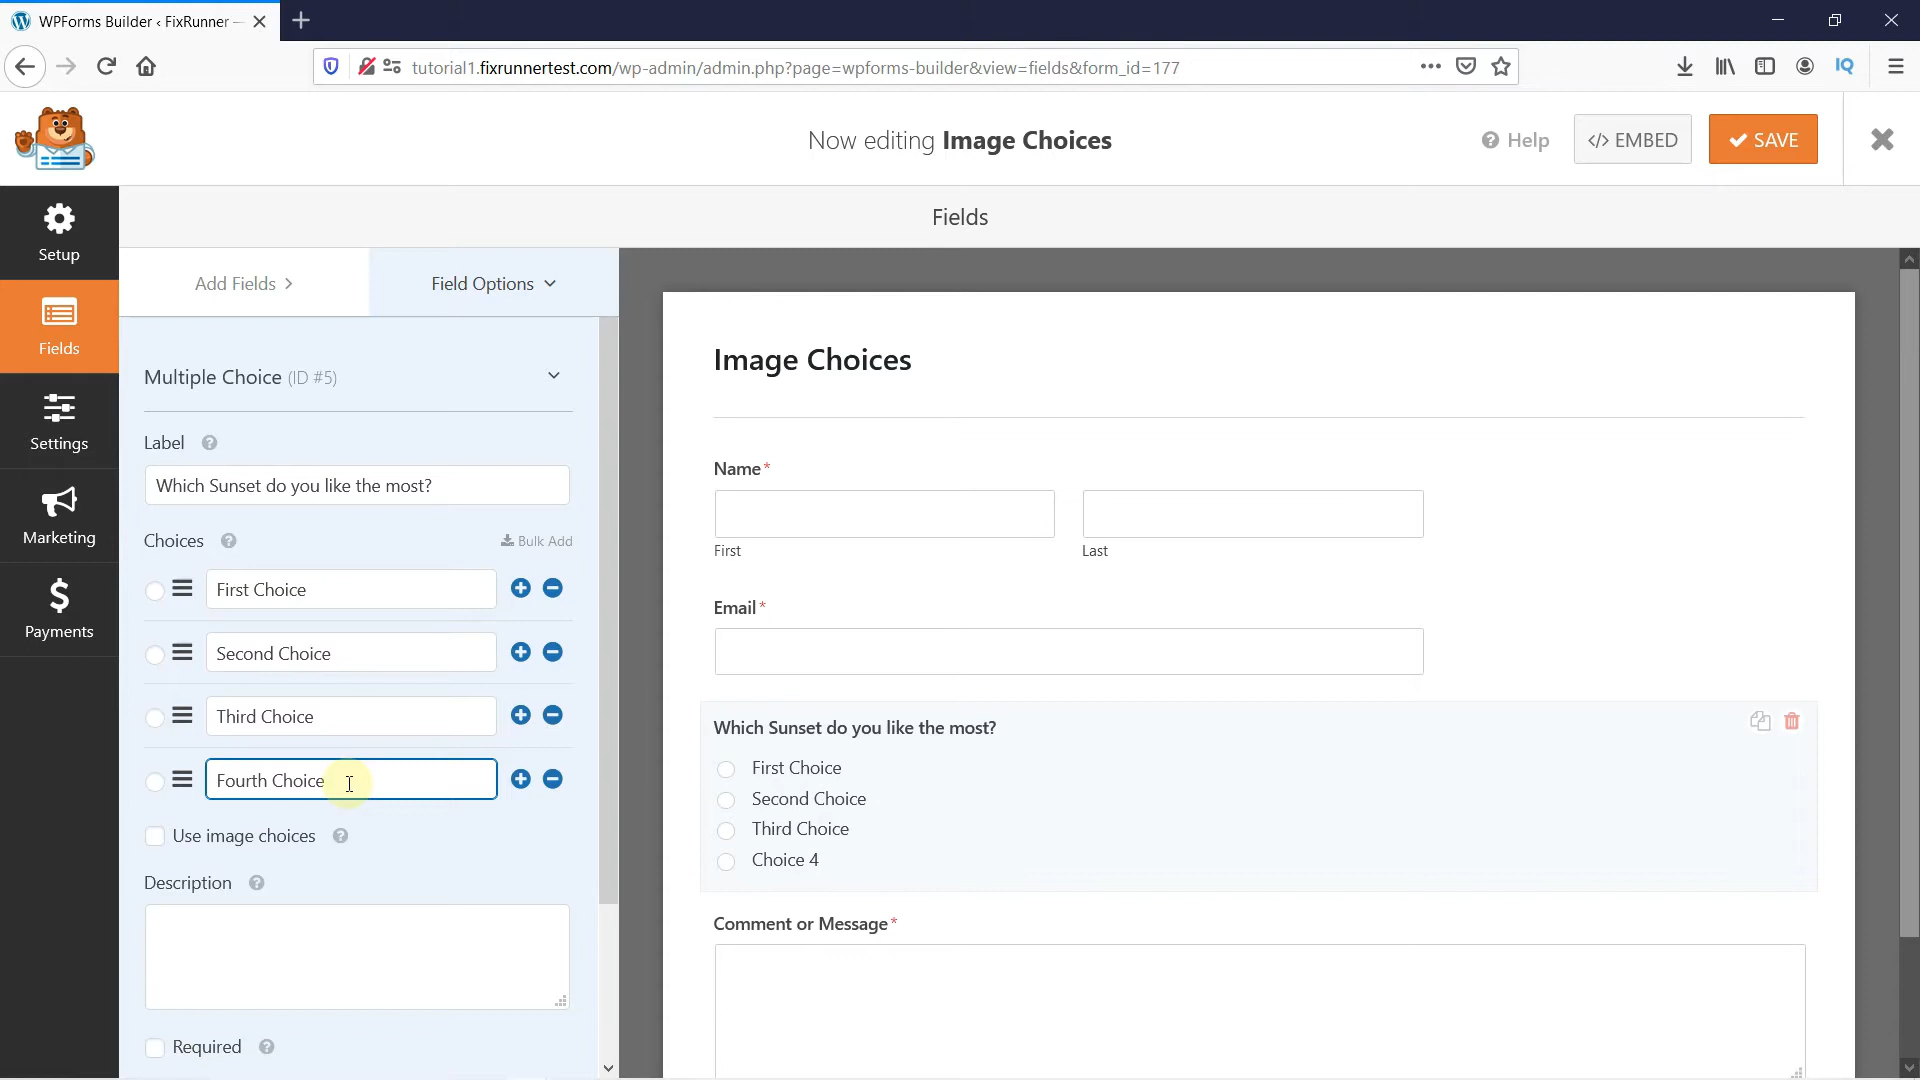 WPForms Builder ‹ FixRunner —
tutorial1.fixrunnertest.com/wp-admin/admin.php?page=wpforms-builder&view=fields&form_id=177
IQ
Now editing Image Choices
Help
</> EMBED
SAVE
Setup
Fields
Settings
Marketing
Payments
Fields
Add Fields
Field Options
Multiple Choice (ID #5)
Label
Which Sunset do you like the most?
Choices
Bulk Add
First Choice
Second Choice
Third Choice
Fourth Choice
Use image choices
Description
Required
Image Choices
Name*
First
Last
Email*
Which Sunset do you like the most?
First Choice
Second Choice
Third Choice
Choice 4
Comment or Message*